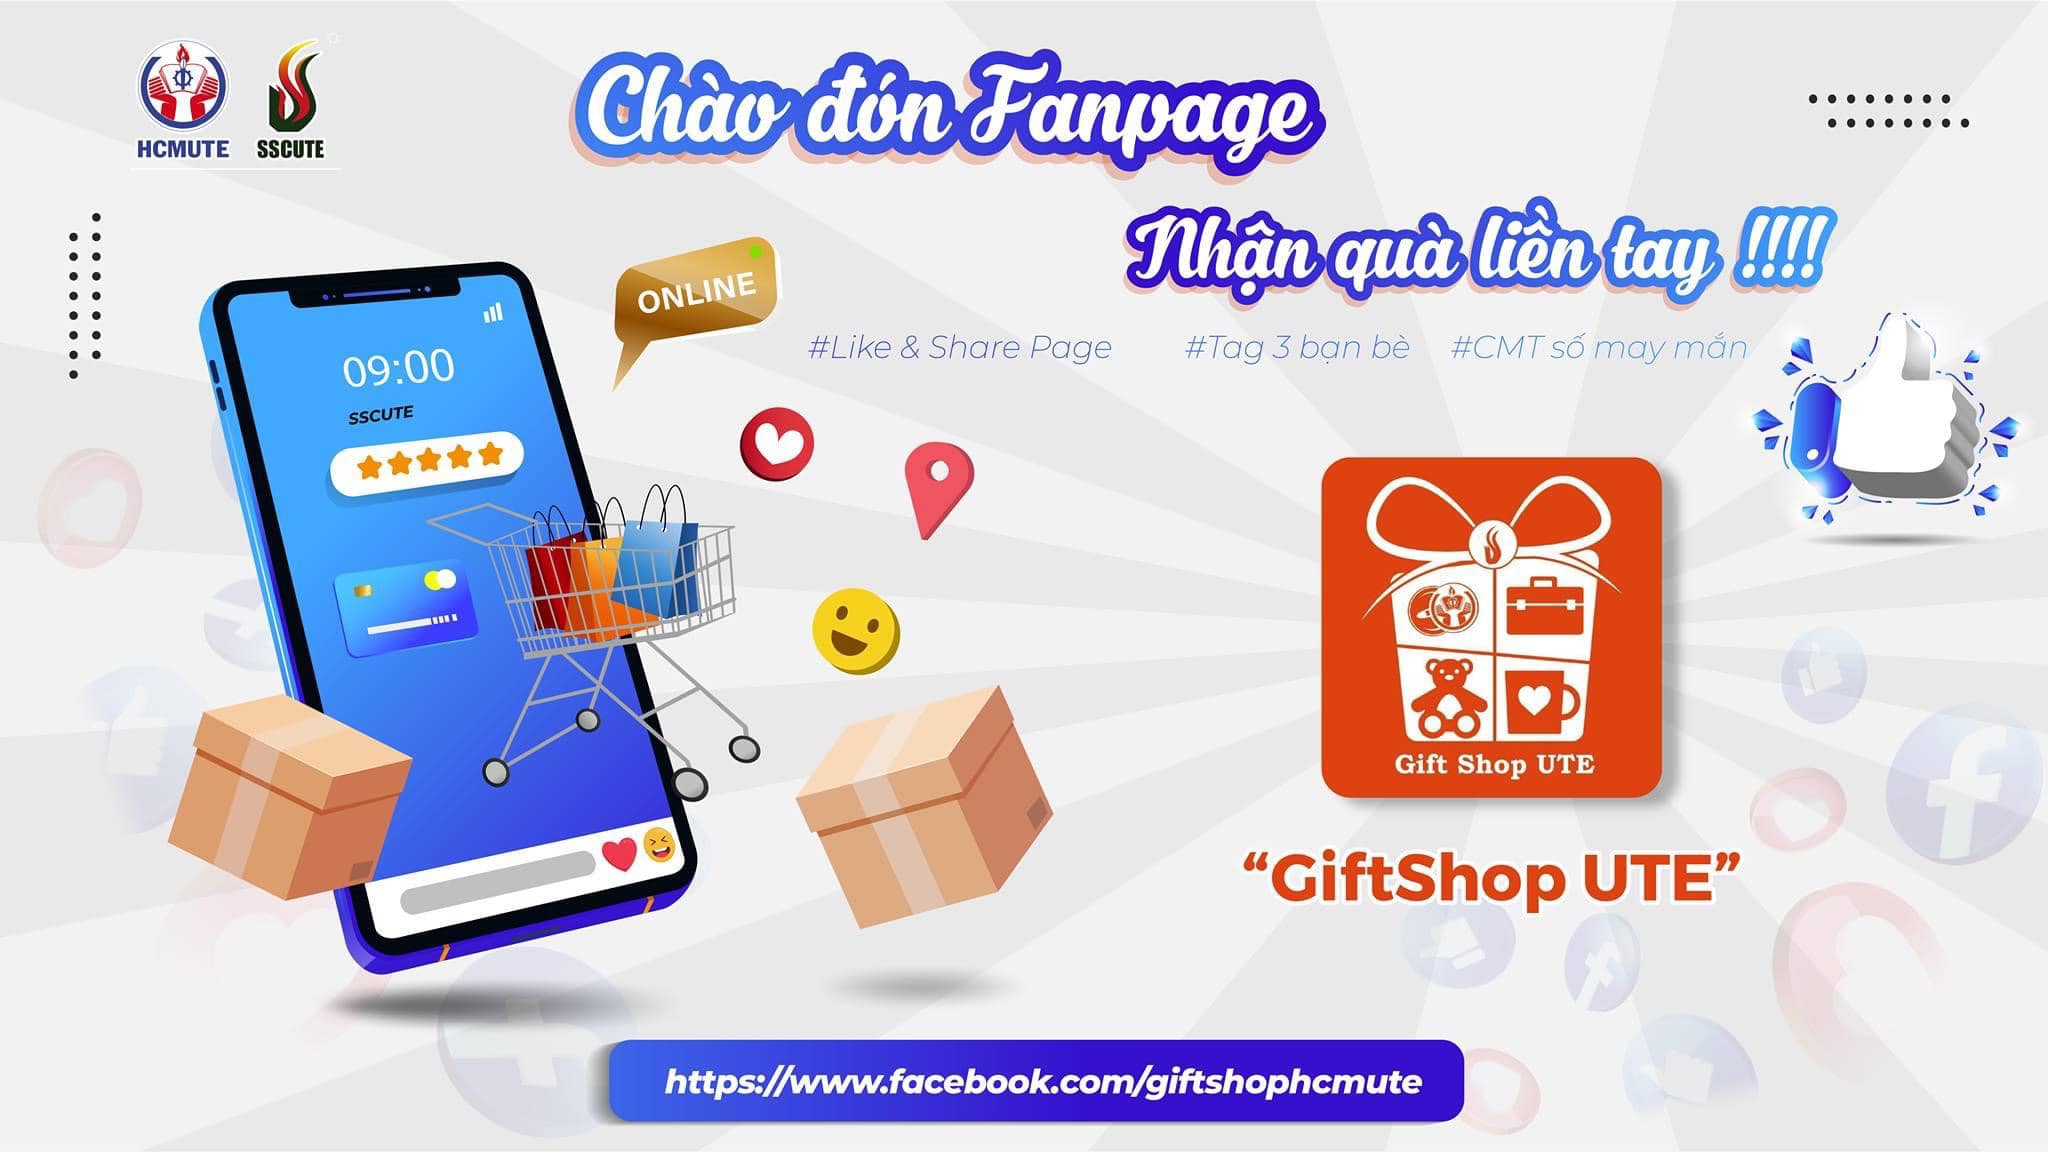 HCMUTE
SSCUTE
Chào đón Fanpage
Nhận quà liền tay !!!!
#Like & Share Page #Tag 3 bạn bè #CMT số may mắn
ONLINE
09:00
SSCUTE
Gift Shop UTE
“GiftShop UTE”
https://www.facebook.com/giftshophcmute